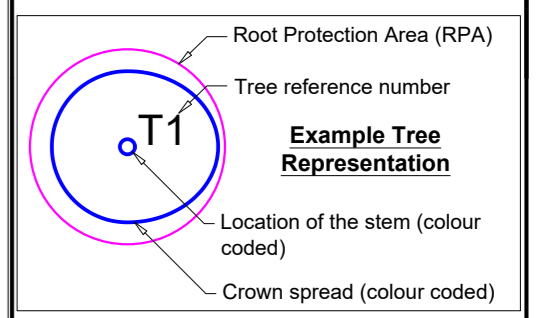 Root Protection Area (RPA)
Tree reference number
T1
Example Tree
Representation
Location of the stem (colour
coded)
Crown spread (colour coded)